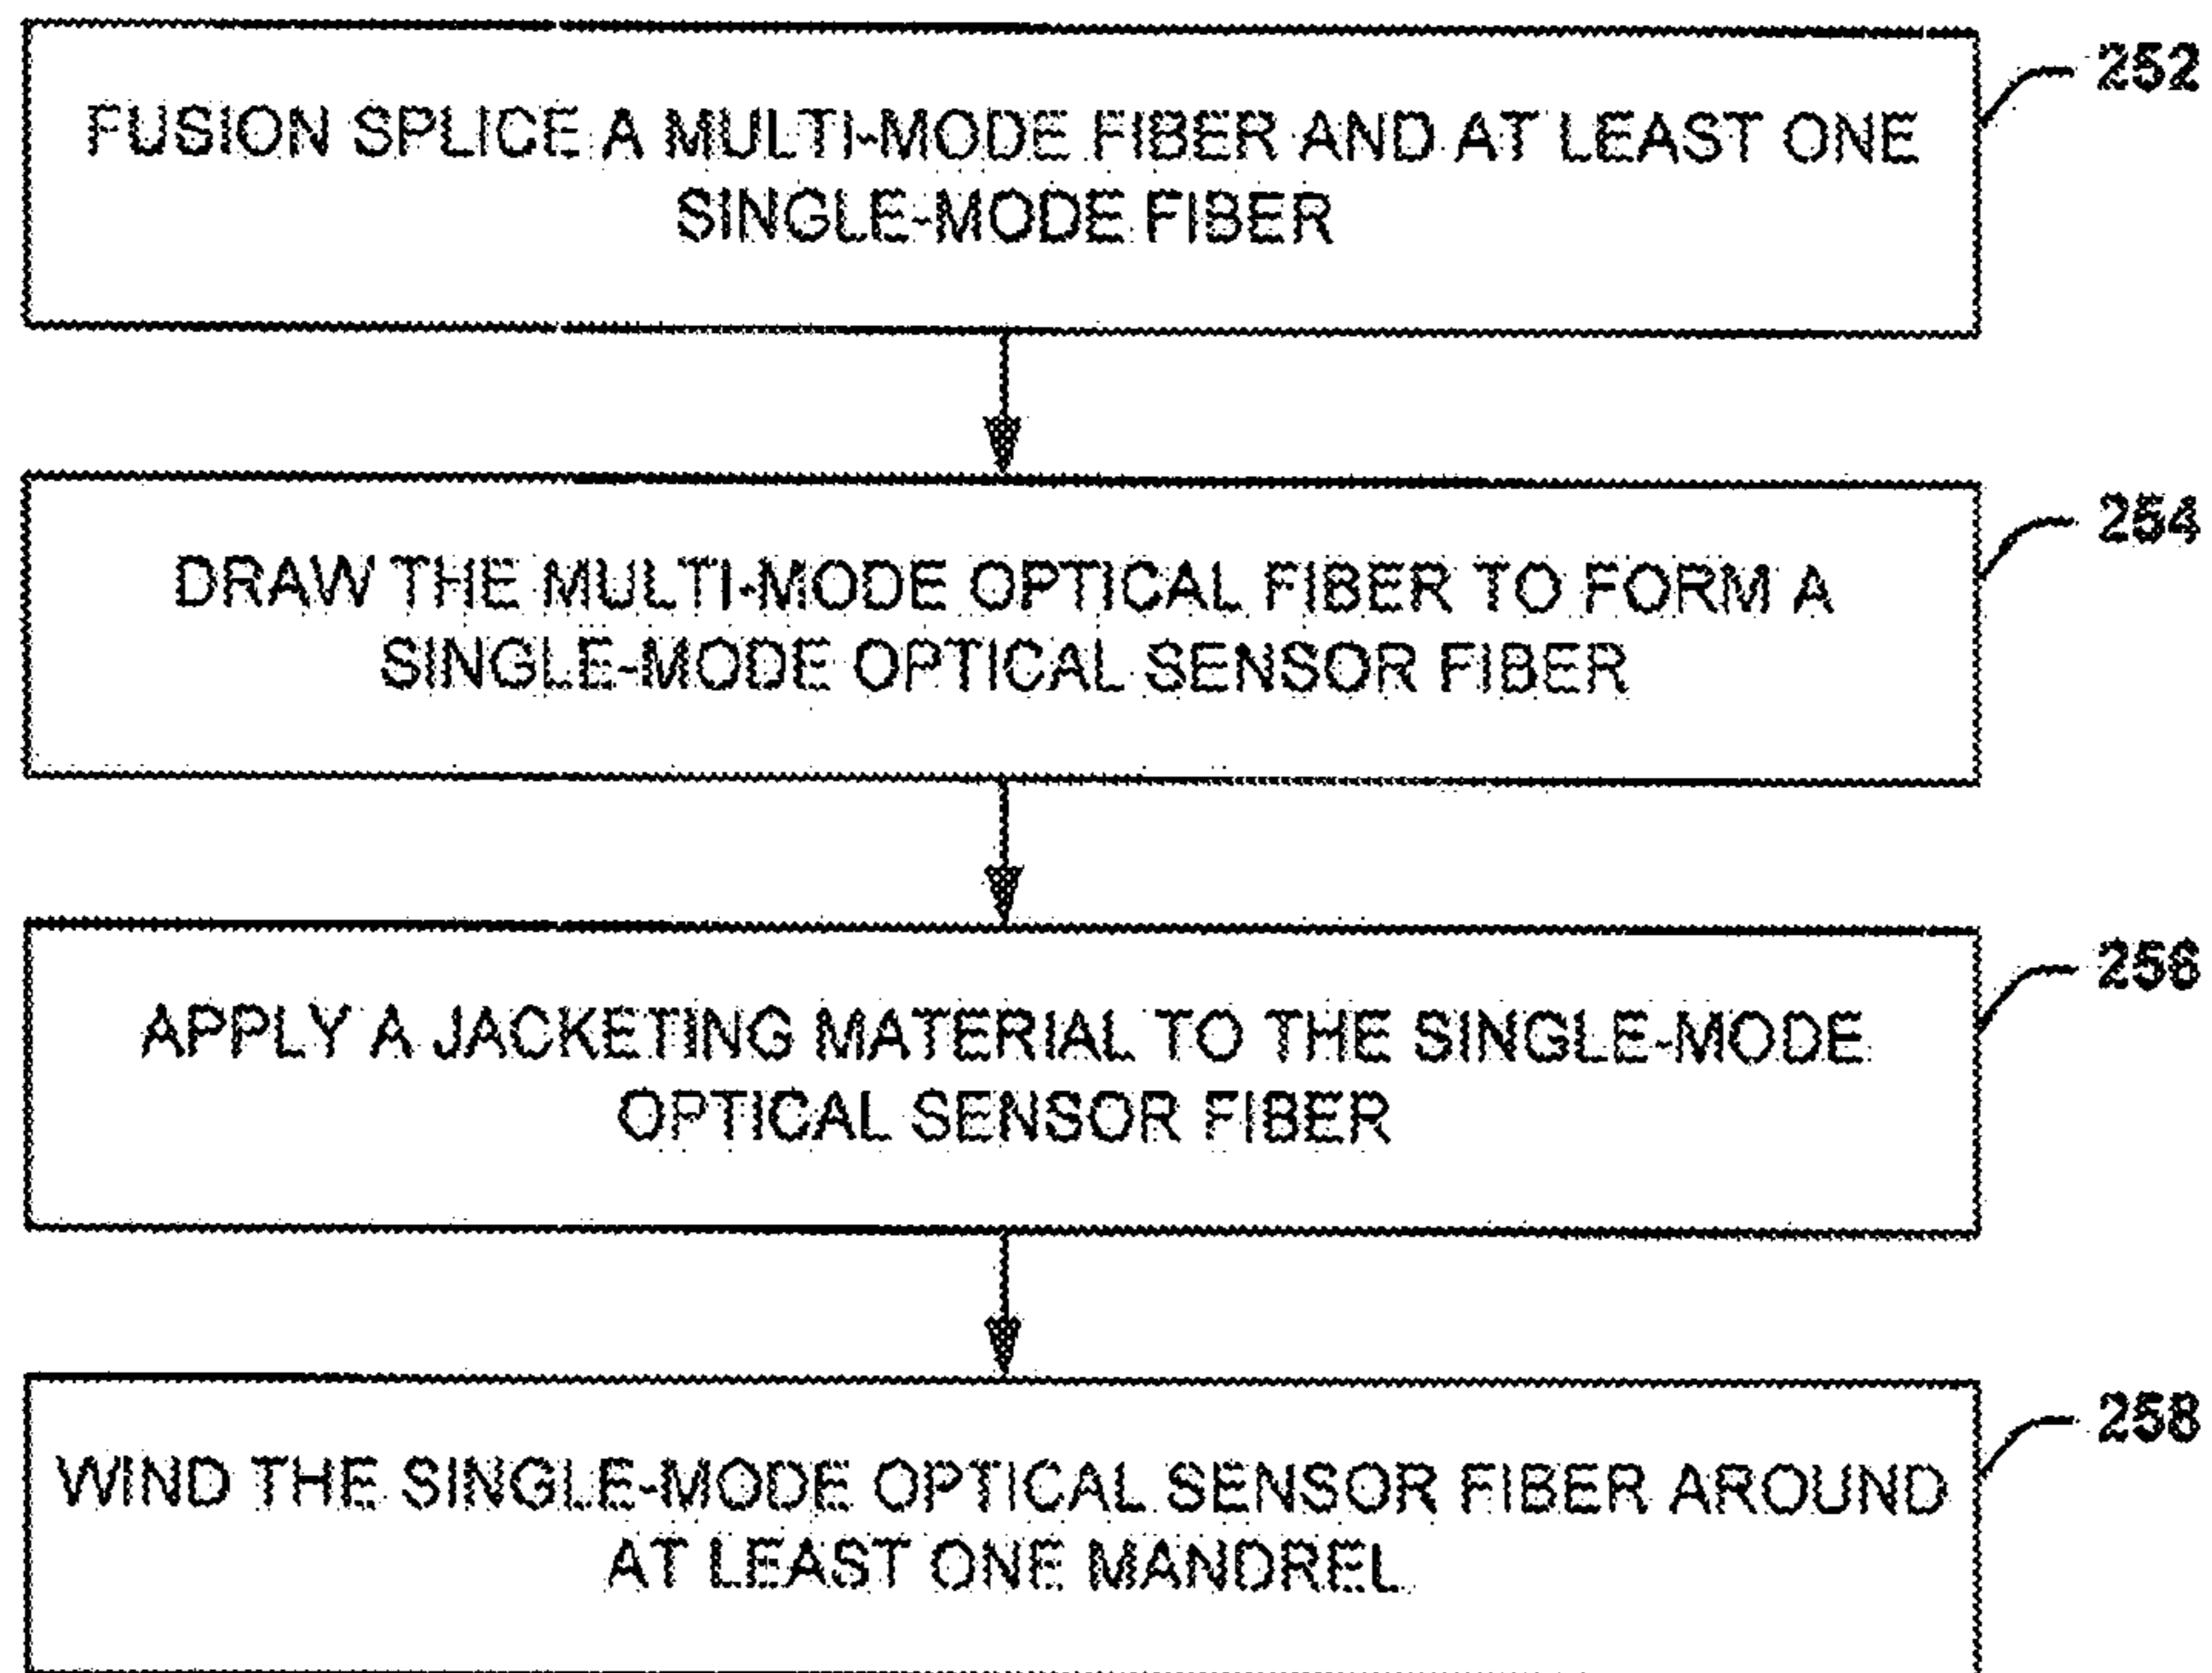 FUSION SPLICE A MULTI-MODE FIBER AND AT LEAST ONE
SINGLE-MODE FIBER
252
DRAW THE MULTI-MODE OPTICAL FIBER TO FORM A
SINGLE-MODE OPTICAL SENSOR FIBER
254
APPLY A JACKETING MATERIAL TO THE SINGLE-MODE
OPTICAL SENSOR FIBER
256
WIND THE SINGLE-MODE OPTICAL SENSOR FIBER AROUND
AT LEAST ONE MANDREL
258